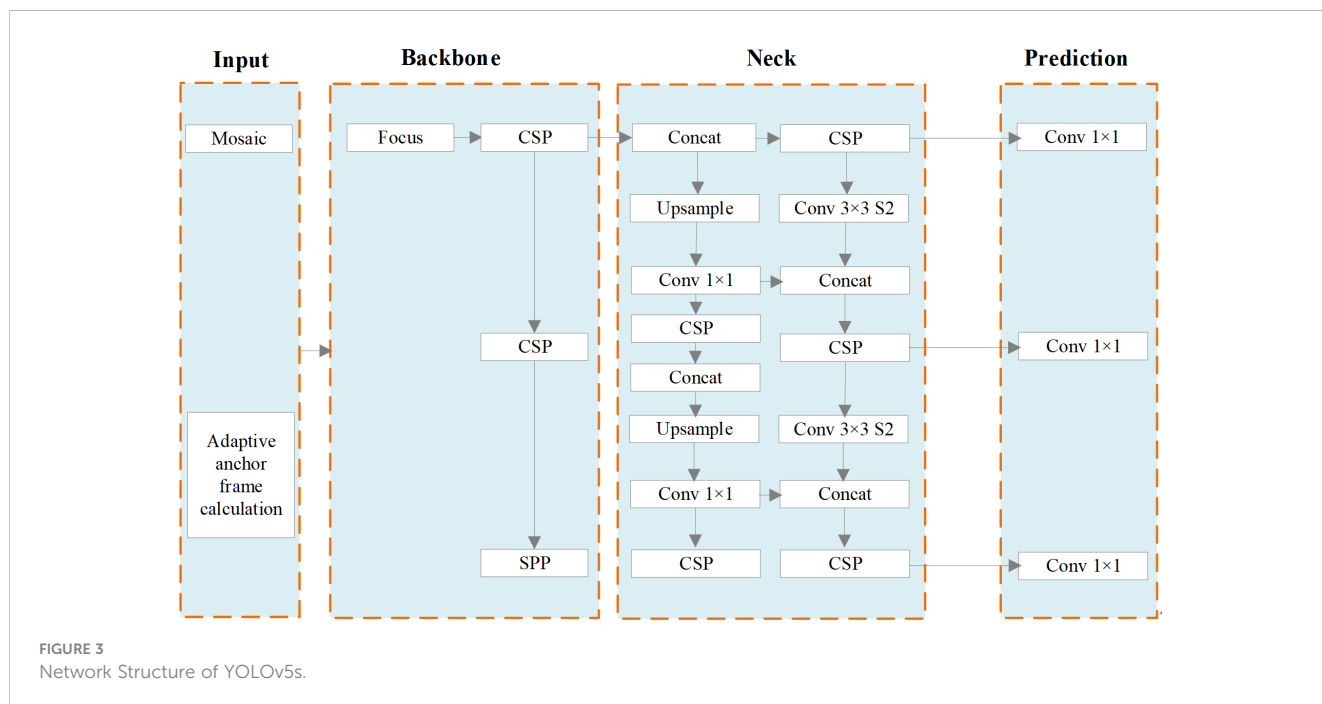 Input
Backbone
Neck
Prediction
Mosaic
Adaptive
anchor
frame
calculation
Focus
CSP
CSP
SPP
Concat
Upsample
Conv 1×1
CSP
Concat
Upsample
Conv 1×1
CSP
CSP
Conv 3×3 S2
Concat
CSP
Conv 3×3 S2
Concat
CSP
Conv 1×1
Conv 1×1
Conv 1×1
FIGURE 3
Network Structure of YOLOv5s.